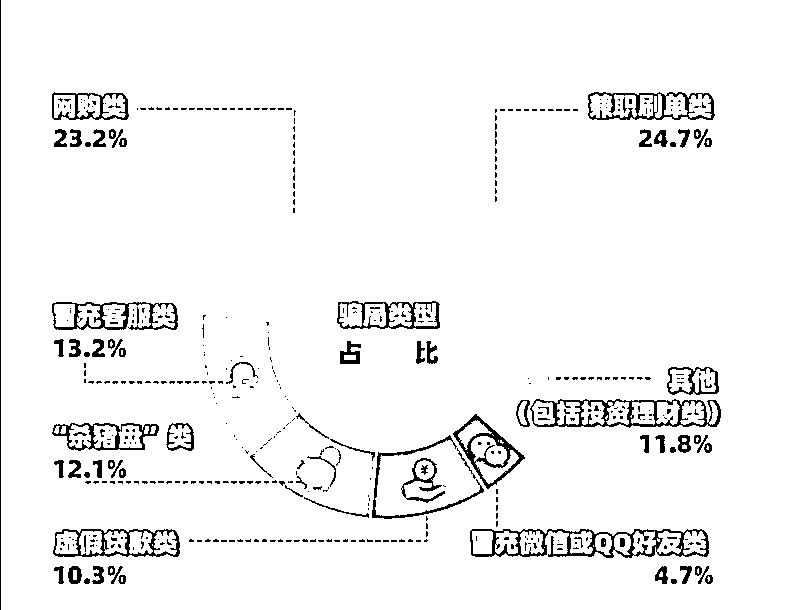 网购类
23.2%
兼职刷单类
24.7%
冒充客服类
13.2%
骗局类型
占 比
其他
（包括投资理财类）
11.8%
“杀猪盘”类
12.1%
¥
虚假贷款类
10.3%
冒充微信或QQ好友类
4.7%